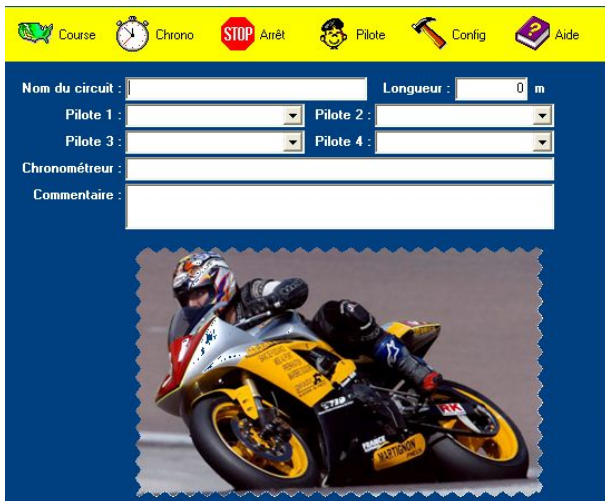 Course Chrono STOP Arrêt Pilote Config Aide
Nom du circuit : Longueur : 0 m
Pilote 1 : Pilote 2 :
Pilote 3 : Pilote 4 :
Chronométreur :
Commentaire :
RK
FRANCE
MARTIGNON